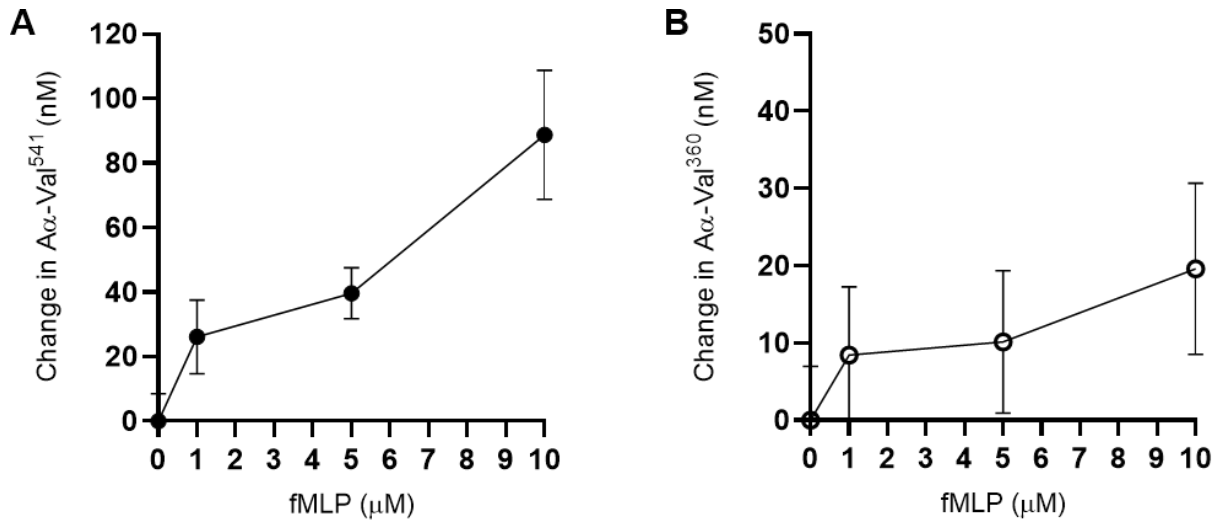 A
Change in Aα-Val⁵⁴¹ (nM)
120
100
80
60
40
20
0
0 1 2 3 4 5 6 7 8 9 10
fMLP (μM)
B
Change in Aα-Val³⁶⁰ (nM)
50
40
30
20
10
0
0 1 2 3 4 5 6 7 8 9 10
fMLP (μM)